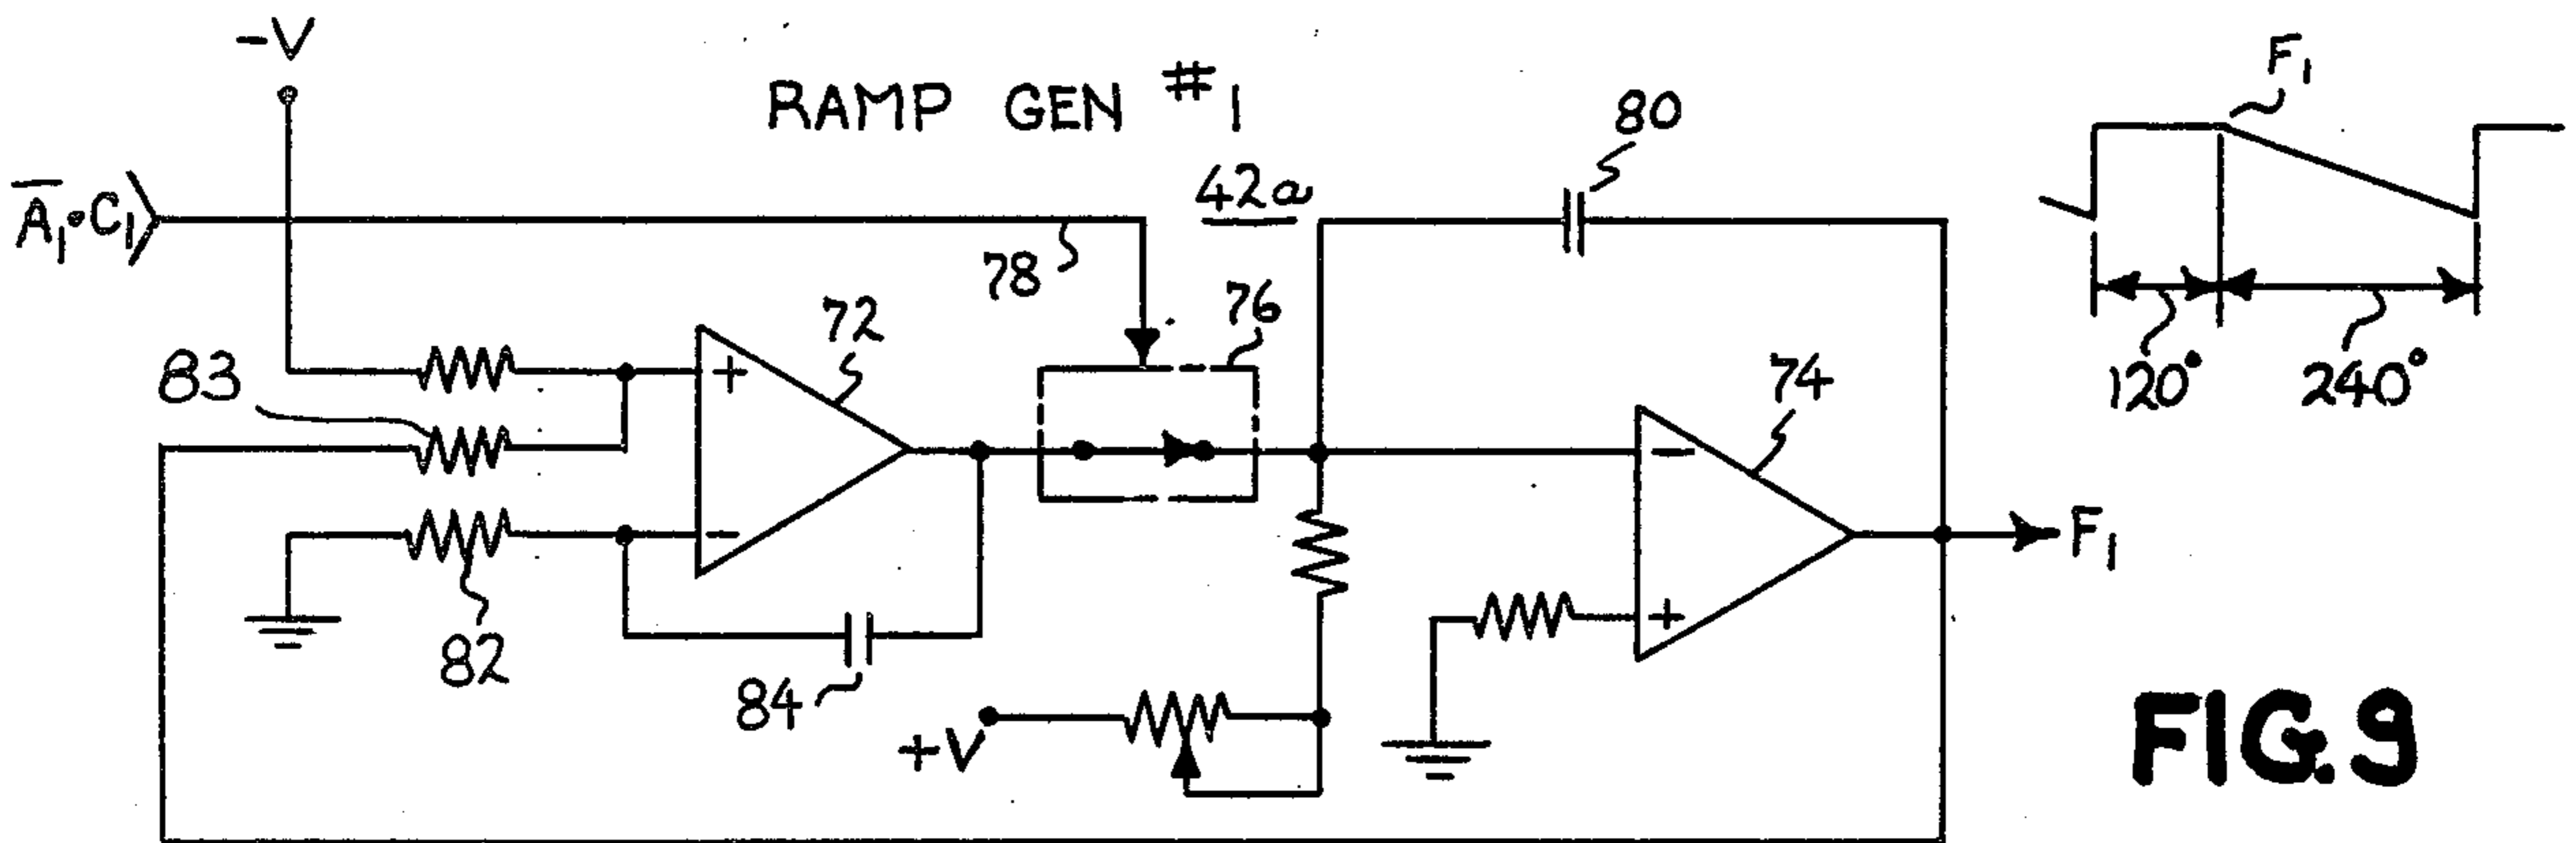 -V
RAMP GEN #1
F₁
80
A̅₁•C₁
42a
78
76
72
83
74
120°
240°
F₁
82
84
+V
+
-
-
+
FIG. 9